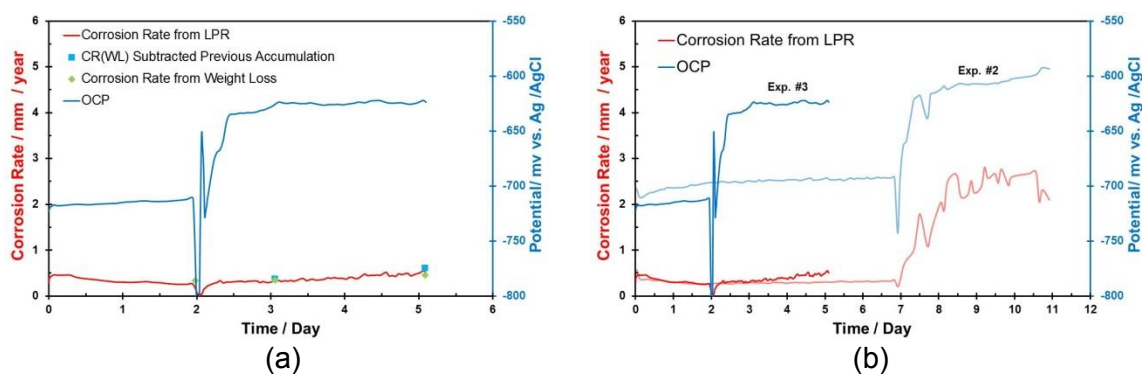 Corrosion Rate from LPR
CR(WL) Subtracted Previous Accumulation
Corrosion Rate from Weight Loss
OCP
Corrosion Rate / mm / year
6
5
4
3
2
1
0
-550
-600
-650
-700
-750
-800
Potential/ mv vs. Ag /AgCl
0 1 2 3 4 5 6
Time / Day
(a)
Corrosion Rate from LPR
OCP
Exp. #3
Exp. #2
Corrosion Rate / mm / year
6
5
4
3
2
1
0
-550
-600
-650
-700
-750
-800
Potential/ mv vs. Ag /AgCl
0 1 2 3 4 5 6 7 8 9 10 11 12
Time / Day
(b)